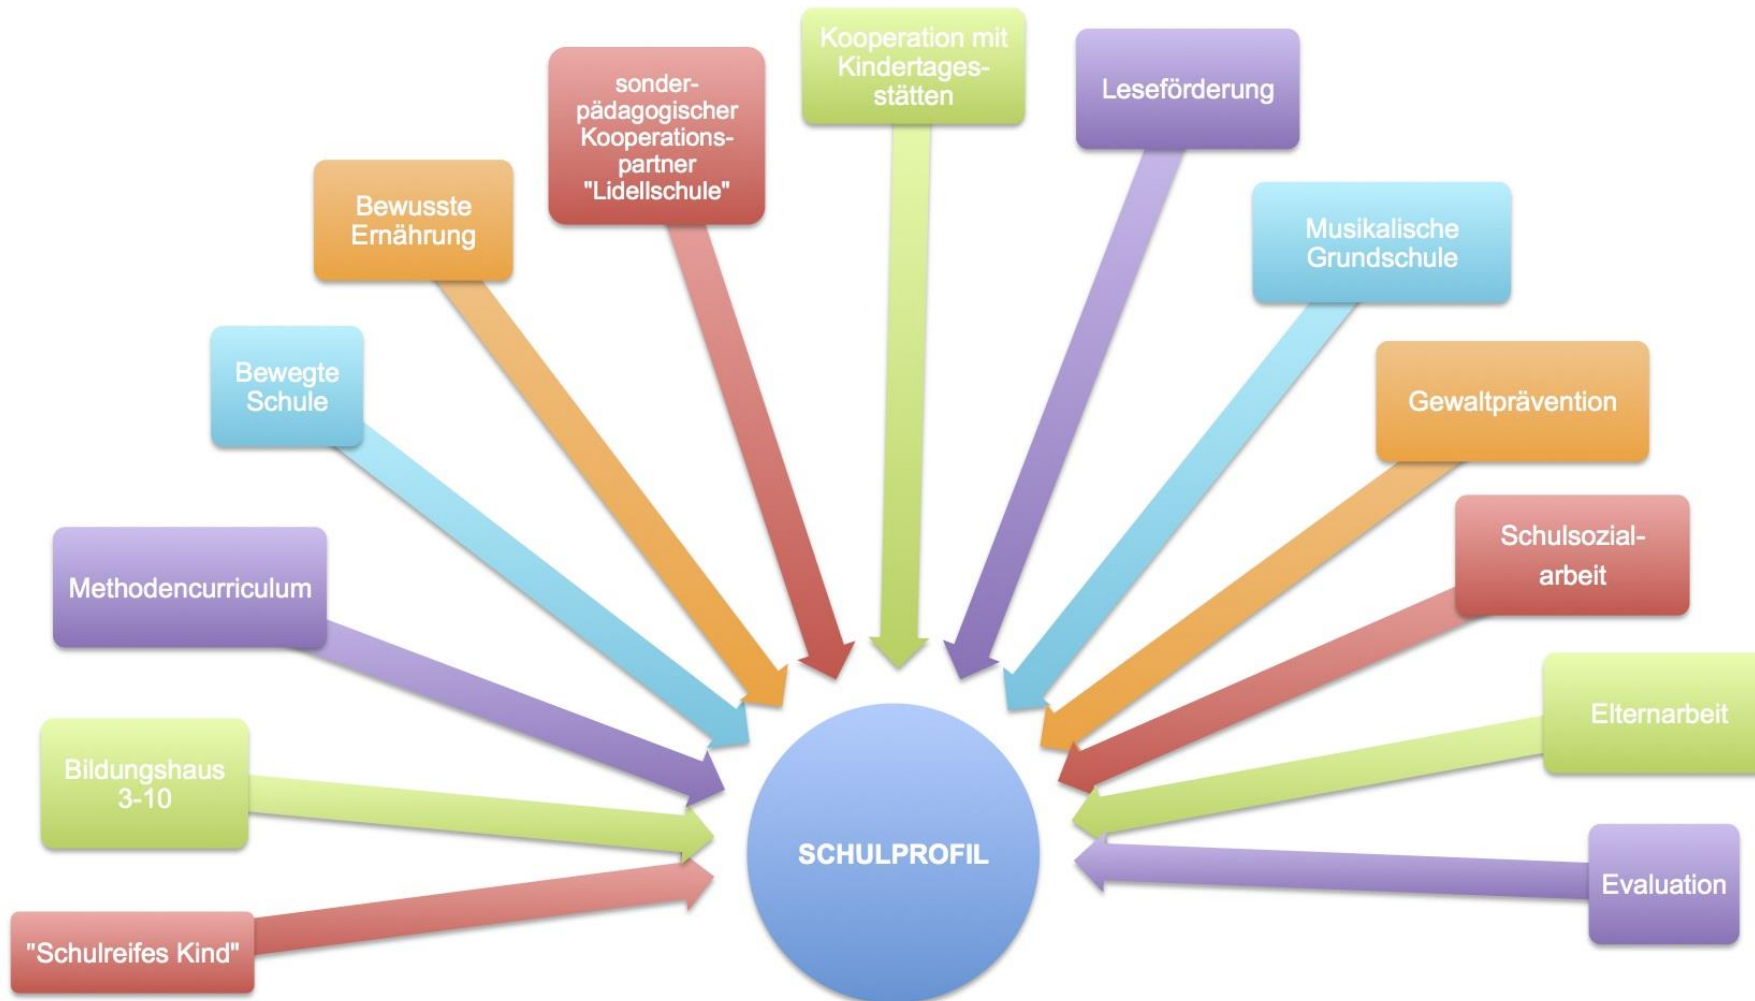 Kooperation mit
Kindertages-
stätten
sonder-
pädagogischer
Kooperations-
partner
"Lidellschule"
Leseförderung
Bewusste
Ernährung
Musikalische
Grundschule
Bewegte
Schule
Gewaltprävention
Methodencurriculum
Schulsozial-
arbeit
Bildungshaus
3-10
Elternarbeit
"Schulreifes Kind"
SCHULPROFIL
Evaluation